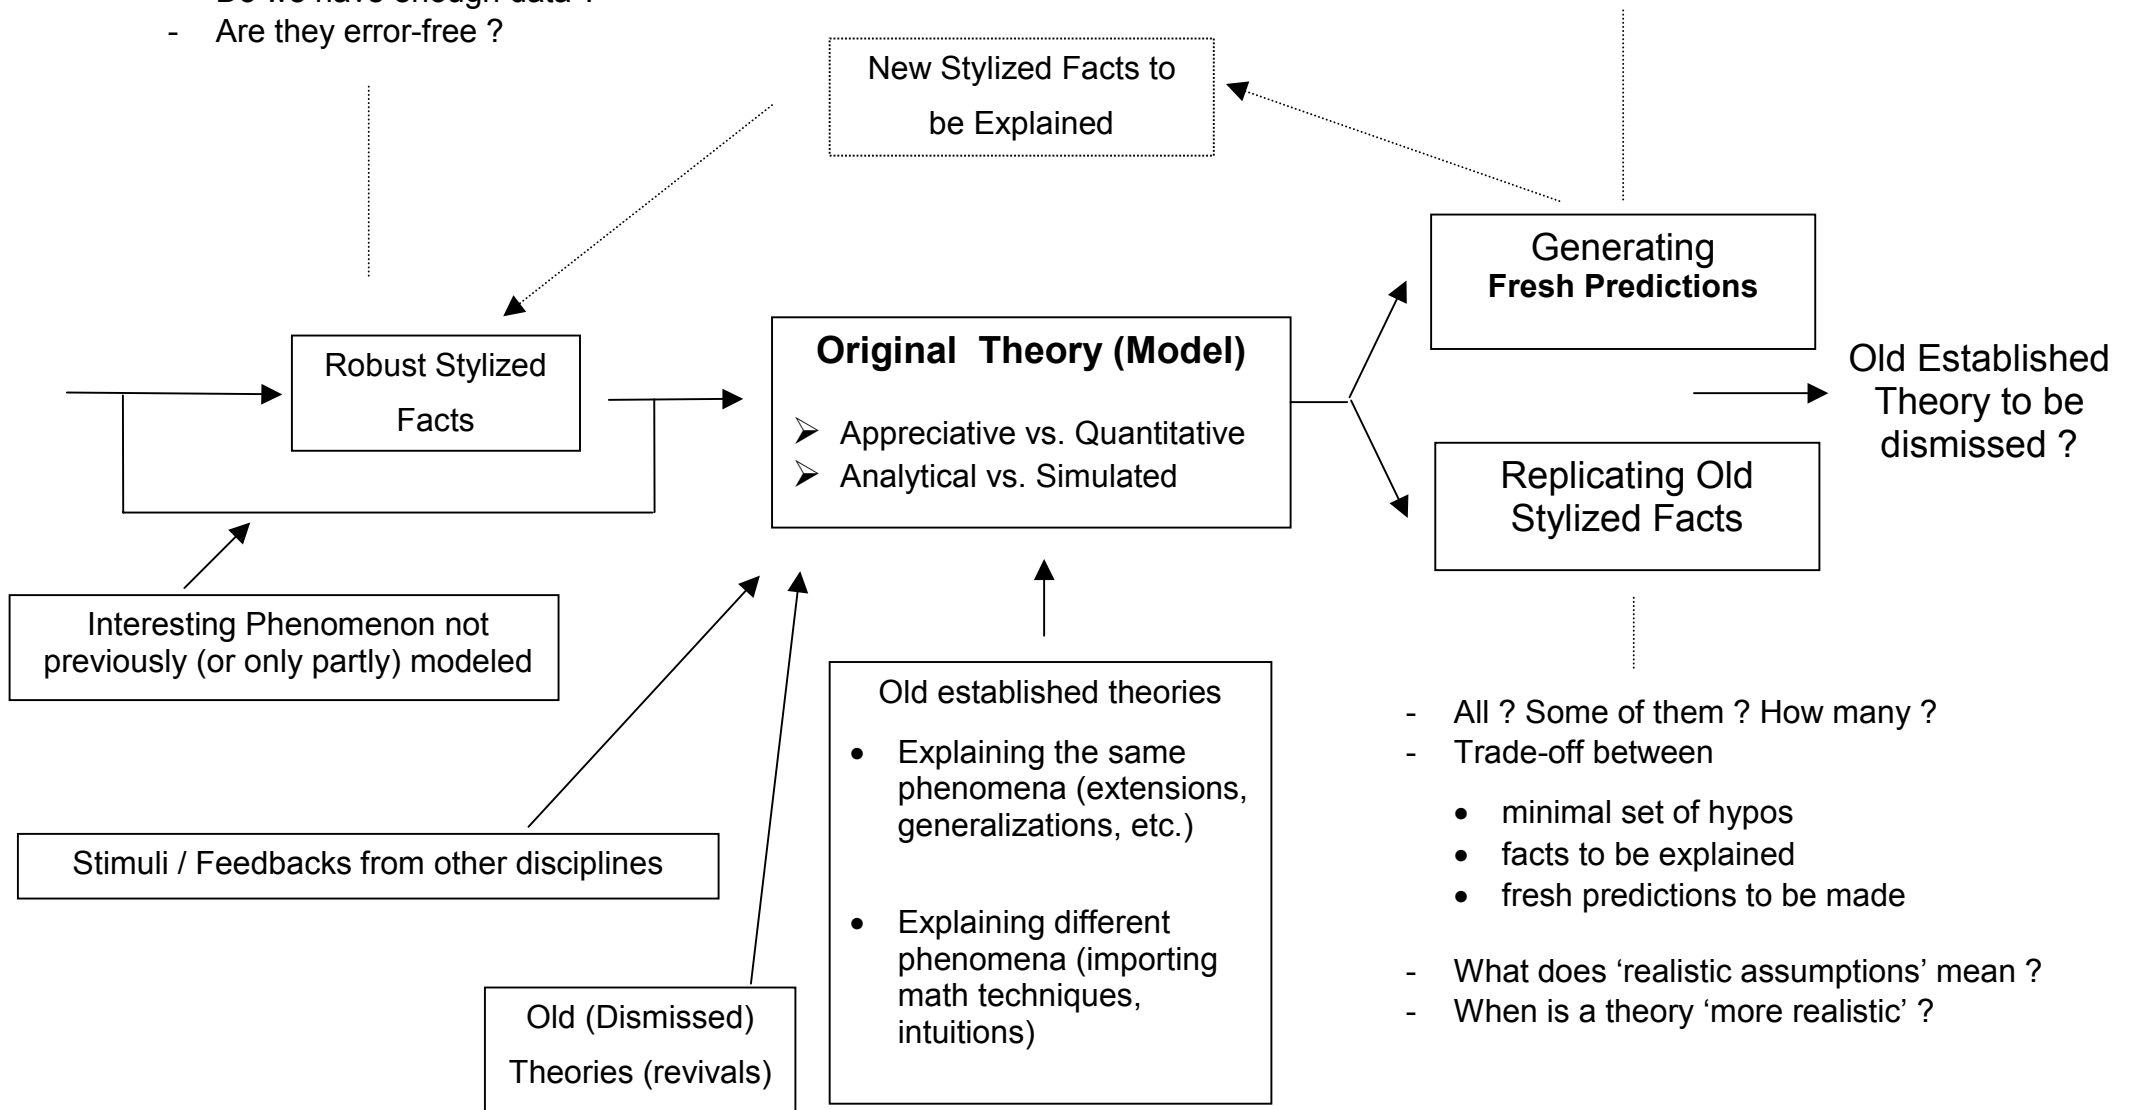 - Do we have enough data ?
- Are they error-free ?
New Stylized Facts to
be Explained
Generating
Fresh Predictions
Robust Stylized
Facts
Original Theory (Model)
➢ Appreciative vs. Quantitative
➢ Analytical vs. Simulated
Old Established
Theory to be
dismissed ?
Replicating Old
Stylized Facts
Interesting Phenomenon not
previously (or only partly) modeled
Stimuli / Feedbacks from other disciplines
Old (Dismissed)
Theories (revivals)
Old established theories
• Explaining the same
phenomena (extensions,
generalizations, etc.)
• Explaining different
phenomena (importing
math techniques,
intuitions)
- All ? Some of them ? How many ?
- Trade-off between
• minimal set of hypos
• facts to be explained
• fresh predictions to be made
- What does ‘realistic assumptions’ mean ?
- When is a theory ‘more realistic’ ?